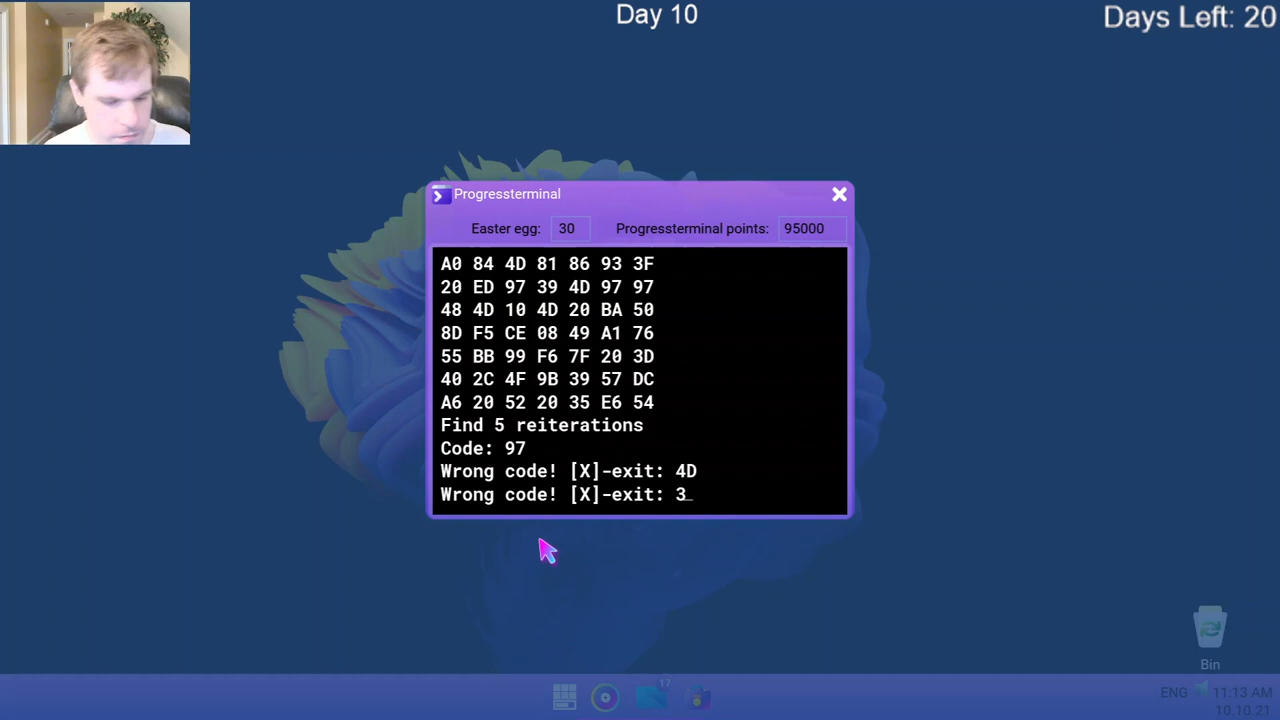 Day 10
Days Left: 20
Progressterminal
Easter egg: 30 Progressterminal points: 95000
A0 84 4D 81 86 93 3F
20 ED 97 39 4D 97 97
48 4D 10 4D 20 BA 50
8D F5 CE 08 49 A1 76
55 BB 99 F6 7F 20 3D
40 2C 4F 9B 39 57 DC
A6 20 52 20 35 E6 54
Find 5 reiterations
Code: 97
Wrong code! [X]-exit: 4D
Wrong code! [X]-exit: 3_
Bin
17
ENG 11:13 AM
10.10.21